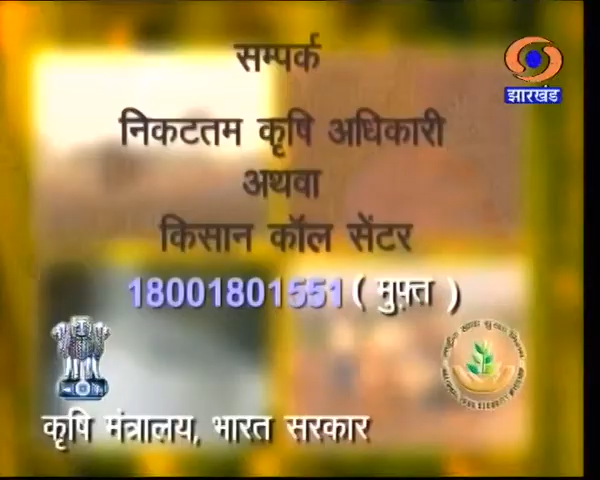 सम्पर्क
झारखंड
निकटतम कृषि अधिकारी
अथवा
किसान कॉल सेंटर
18001801551 ( मुफ़्त )
कृषि मंत्रालय, भारत सरकार